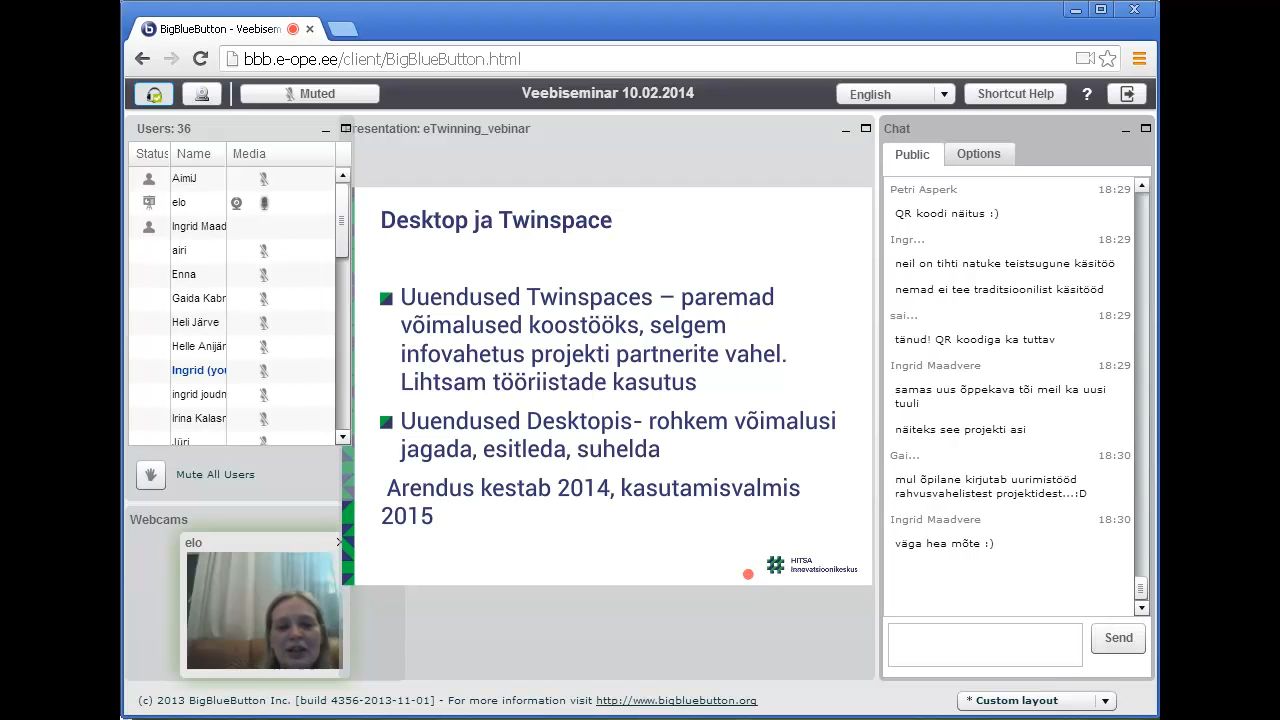 BigBlueButton - Veebisem
bbb.e-ope.ee/client/BigBlueButton.html
Muted
Veebiseminar 10.02.2014
English
Shortcut Help
?
Users: 36
Status Name Media
AimiJ
elo
Ingrid Maad
airi
Enna
Gaida Kabr
Heli Järve
Helle Anijär
Ingrid (you
ingrid joudn
Irina Kalasn
Jüri
Mute All Users
Webcams
elo
resentation: eTwinning_vebinar
Desktop ja Twinspace
Uuendused Twinspaces – paremad
võimalused koostööks, selgem
infovahetus projekti partnerite vahel.
Lihtsam tööriistade kasutus
Uuendused Desktopis- rohkem võimalusi
jagada, esitleda, suhelda
Arendus kestab 2014, kasutamisvalmis
2015
HITSA
Innovatsioonikeskus
Chat
Public Options
Petri Asperk 18:29
QR koodi näitus :)
Ingr... 18:29
neil on tihti natuke teistsugune käsitöö
nemad ei tee traditsioonilist käsitööd
sai... 18:29
tänud! QR koodiga ka tuttav
Ingrid Maadvere 18:29
samas uus õppekava tõi meil ka uusi
tuuli
näiteks see projekti asi
Gai... 18:30
mul õpilane kirjutab uurimistööd
rahvusvahelistest projektidest...:D
Ingrid Maadvere 18:30
väga hea mõte :)
Send
(c) 2013 BigBlueButton Inc. [build 4356-2013-11-01] - For more information visit http://www.bigbluebutton.org
* Custom layout